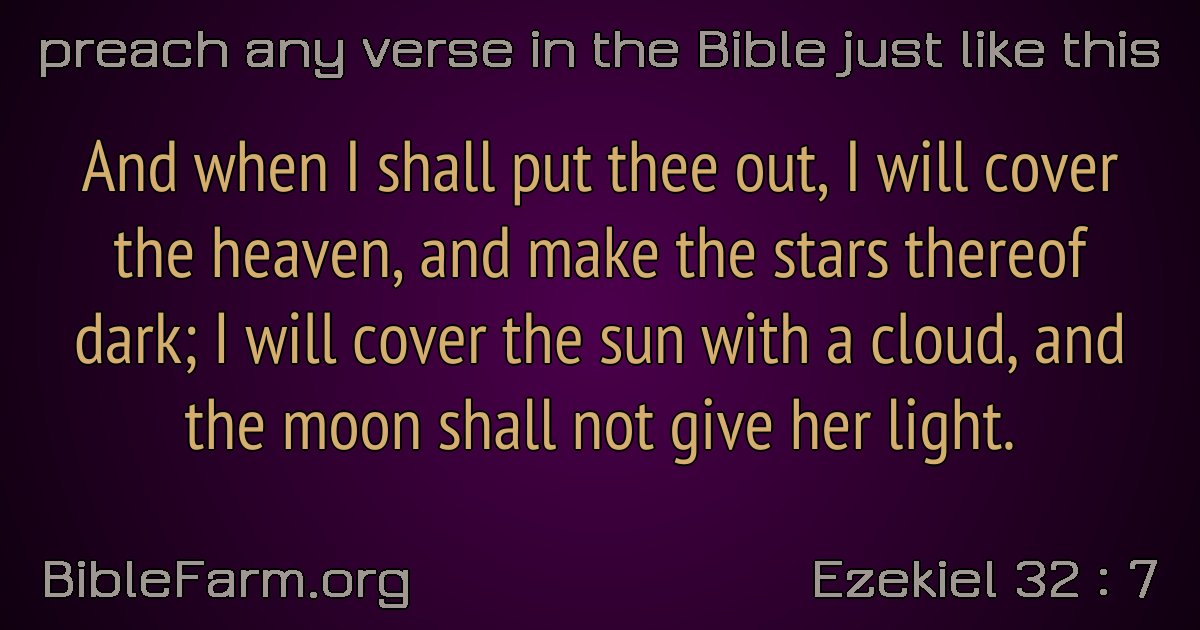 preach any verse in the Bible just like this
And when I shall put thee out, I will cover
the heaven, and make the stars thereof
dark; I will cover the sun with a cloud, and
the moon shall not give her light.
BibleFarm.org
Ezekiel 32 : 7